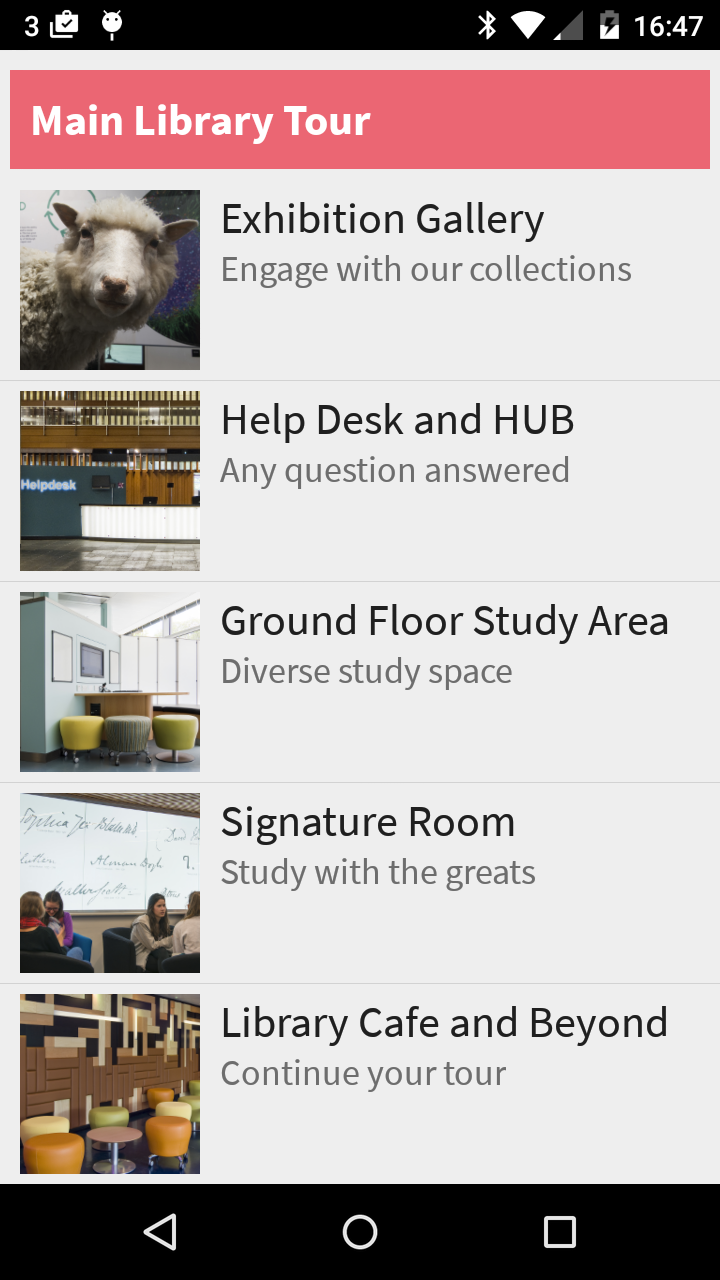 3
16:47
Main Library Tour
Exhibition Gallery
Engage with our collections
Help Desk and HUB
Any question answered
Helpdesk
Ground Floor Study Area
Diverse study space
Signature Room
Study with the greats
Library Cafe and Beyond
Continue your tour